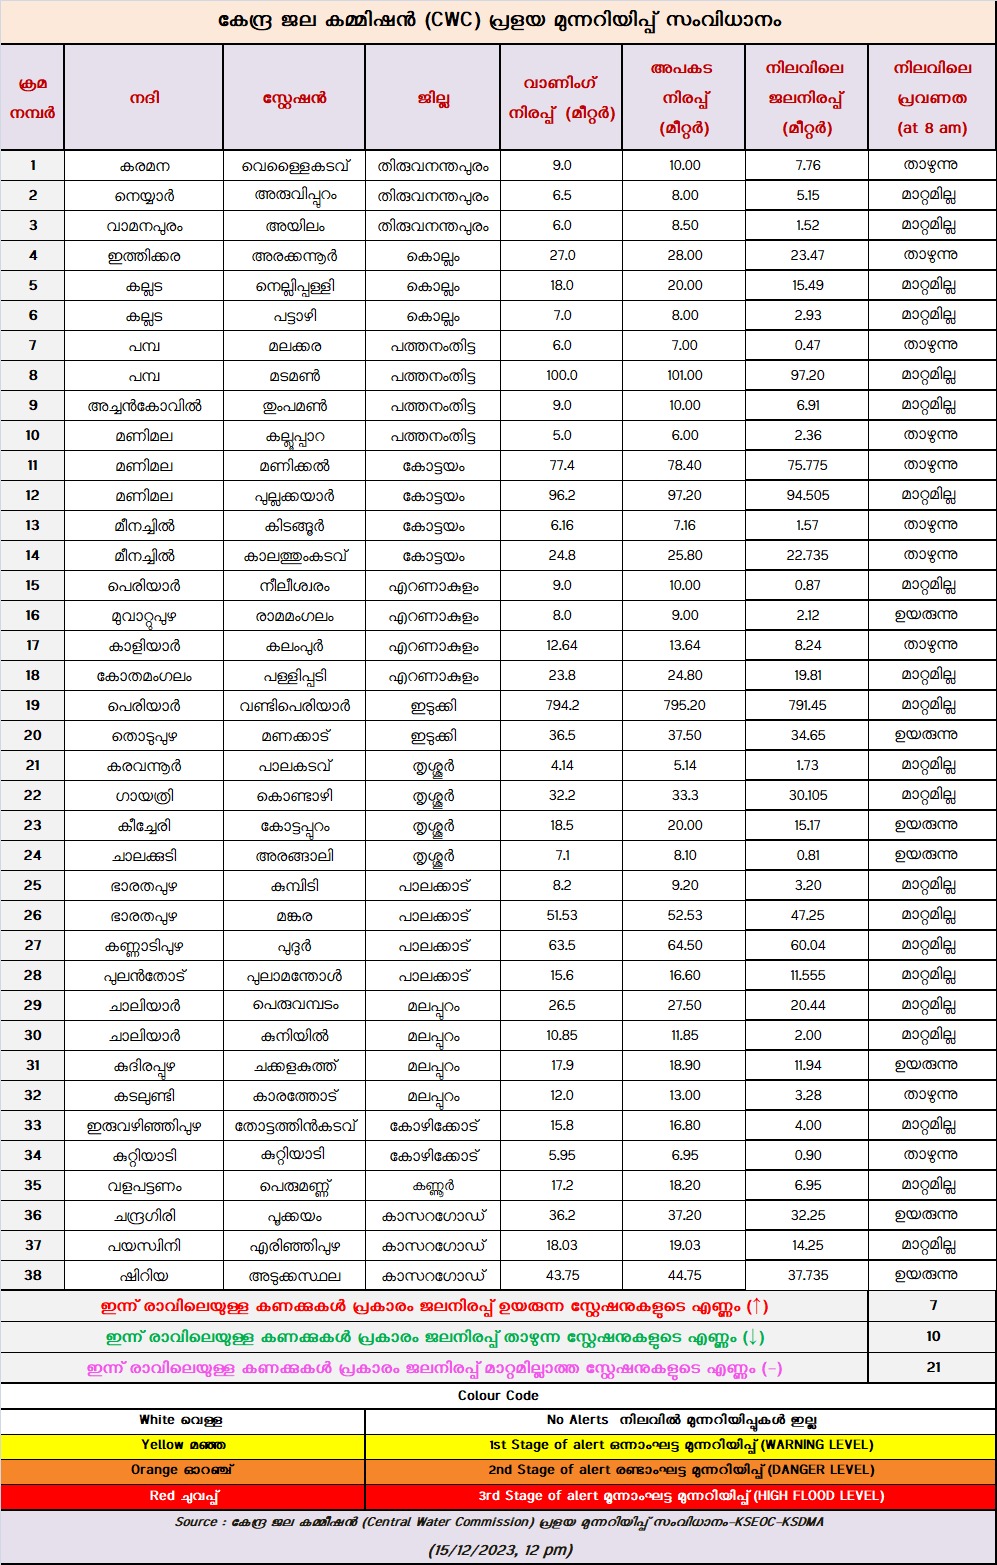 കേന്ദ്ര ജല കമ്മിഷൻ (CWC) പ്രളയ മുന്നറിയിപ്പ് സംവിധാനം
ക്രമ നമ്പർ നദി സ്റ്റേഷൻ ജില്ല വാണിംഗ് നിരപ്പ് (മീറ്റർ) അപകട നിരപ്പ് (മീറ്റർ) നിലവിലെ ജലനിരപ്പ് (മീറ്റർ) നിലവിലെ പ്രവണത (at 8 am)
1 കരമന വെള്ളൈകടവ് തിരുവനന്തപുരം 9.0 10.00 7.76 താഴുന്നു
2 നെയ്യാർ അരുവിപ്പുറം തിരുവനന്തപുരം 6.5 8.00 5.15 മാറ്റമില്ല
3 വാമനപുരം അയിലം തിരുവനന്തപുരം 6.0 8.50 1.52 മാറ്റമില്ല
4 ഇത്തിക്കര അരക്കന്നൂർ കൊല്ലം 27.0 28.00 23.47 താഴുന്നു
5 കല്ലട നെല്ലിപ്പള്ളി കൊല്ലം 18.0 20.00 15.49 മാറ്റമില്ല
6 കല്ലട പട്ടാഴി കൊല്ലം 7.0 8.00 2.93 മാറ്റമില്ല
7 പമ്പ മലക്കര പത്തനംതിട്ട 6.0 7.00 0.47 താഴുന്നു
8 പമ്പ മടമൺ പത്തനംതിട്ട 100.0 101.00 97.20 മാറ്റമില്ല
9 അച്ചൻകോവിൽ തുംപമൺ പത്തനംതിട്ട 9.0 10.00 6.91 മാറ്റമില്ല
10 മണിമല കല്ലൂപ്പാറ പത്തനംതിട്ട 5.0 6.00 2.36 താഴുന്നു
11 മണിമല മണിക്കൽ കോട്ടയം 77.4 78.40 75.775 താഴുന്നു
12 മണിമല പുല്ലക്കയാർ കോട്ടയം 96.2 97.20 94.505 മാറ്റമില്ല
13 മീനച്ചിൽ കിടങ്ങൂർ കോട്ടയം 6.16 7.16 1.57 താഴുന്നു
14 മീനച്ചിൽ കാലത്തുംകടവ് കോട്ടയം 24.8 25.80 22.735 താഴുന്നു
15 പെരിയാർ നീലീശ്വരം എറണാകുളം 9.0 10.00 0.87 മാറ്റമില്ല
16 മുവാറ്റുപുഴ രാമമംഗലം എറണാകുളം 8.0 9.00 2.12 ഉയരുന്നു
17 കാളിയാർ കലംപുർ എറണാകുളം 12.64 13.64 8.24 താഴുന്നു
18 കോതമംഗലം പള്ളിപ്പടി എറണാകുളം 23.8 24.80 19.81 മാറ്റമില്ല
19 പെരിയാർ വണ്ടിപെരിയാർ ഇടുക്കി 794.2 795.20 791.45 മാറ്റമില്ല
20 തൊടുപുഴ മണക്കാട് ഇടുക്കി 36.5 37.50 34.65 ഉയരുന്നു
21 കരവന്നൂർ പാലകടവ് തൃശ്ശൂർ 4.14 5.14 1.73 മാറ്റമില്ല
22 ഗായത്രി കൊണ്ടാഴി തൃശ്ശൂർ 32.2 33.3 30.105 മാറ്റമില്ല
23 കീച്ചേരി കോട്ടപ്പുറം തൃശ്ശൂർ 18.5 20.00 15.17 ഉയരുന്നു
24 ചാലക്കുടി അരങ്ങാലി തൃശ്ശൂർ 7.1 8.10 0.81 ഉയരുന്നു
25 ഭാരതപുഴ കുമ്പിടി പാലക്കാട് 8.2 9.20 3.20 മാറ്റമില്ല
26 ഭാരതപുഴ മങ്കര പാലക്കാട് 51.53 52.53 47.25 മാറ്റമില്ല
27 കണ്ണാടിപുഴ പുദുർ പാലക്കാട് 63.5 64.50 60.04 മാറ്റമില്ല
28 പുലൻതോട് പുലാമന്തോൾ പാലക്കാട് 15.6 16.60 11.555 മാറ്റമില്ല
29 ചാലിയാർ പെരുവമ്പടം മലപ്പുറം 26.5 27.50 20.44 മാറ്റമില്ല
30 ചാലിയാർ കുനിയിൽ മലപ്പുറം 10.85 11.85 2.00 മാറ്റമില്ല
31 കുദിരപ്പുഴ ചക്കളകുത്ത് മലപ്പുറം 17.9 18.90 11.94 ഉയരുന്നു
32 കടലുണ്ടി കാരത്തോട് മലപ്പുറം 12.0 13.00 3.28 താഴുന്നു
33 ഇരുവഴിഞ്ഞിപുഴ തോട്ടത്തിൻകടവ് കോഴിക്കോട് 15.8 16.80 4.00 മാറ്റമില്ല
34 കുറ്റിയാടി കുറ്റിയാടി കോഴിക്കോട് 5.95 6.95 0.90 താഴുന്നു
35 വളപട്ടണം പെരുമണ്ണ് കണ്ണൂർ 17.2 18.20 6.95 മാറ്റമില്ല
36 ചന്ദ്രഗിരി പൂക്കയം കാസറഗോഡ് 36.2 37.20 32.25 ഉയരുന്നു
37 പയസ്വിനി എരിഞ്ഞിപുഴ കാസറഗോഡ് 18.03 19.03 14.25 മാറ്റമില്ല
38 ഷിറിയ അടുക്കസ്ഥല കാസറഗോഡ് 43.75 44.75 37.735 ഉയരുന്നു
ഇന്ന് രാവിലെയുള്ള കണക്കുകൾ പ്രകാരം ജലനിരപ്പ് ഉയരുന്ന സ്റ്റേഷനുകളുടെ എണ്ണം (↑) 7
ഇന്ന് രാവിലെയുള്ള കണക്കുകൾ പ്രകാരം ജലനിരപ്പ് താഴുന്ന സ്റ്റേഷനുകളുടെ എണ്ണം (↓) 10
ഇന്ന് രാവിലെയുള്ള കണക്കുകൾ പ്രകാരം ജലനിരപ്പ് മാറ്റമില്ലാത്ത സ്റ്റേഷനുകളുടെ എണ്ണം (-) 21
Colour Code
White വെള്ള No Alerts നിലവിൽ മുന്നറിയിപ്പുകൾ ഇല്ല
Yellow മഞ്ഞ 1st Stage of alert ഒന്നാംഘട്ട മുന്നറിയിപ്പ് (WARNING LEVEL)
Orange ഓറഞ്ച് 2nd Stage of alert രണ്ടാംഘട്ട മുന്നറിയിപ്പ് (DANGER LEVEL)
Red ചുവപ്പ് 3rd Stage of alert മൂന്നാംഘട്ട മുന്നറിയിപ്പ് (HIGH FLOOD LEVEL)
Source : കേന്ദ്ര ജല കമ്മീഷൻ (Central Water Commission) പ്രളയ മുന്നറിയിപ്പ് സംവിധാനം-KSEOC-KSDMA
(15/12/2023, 12 pm)